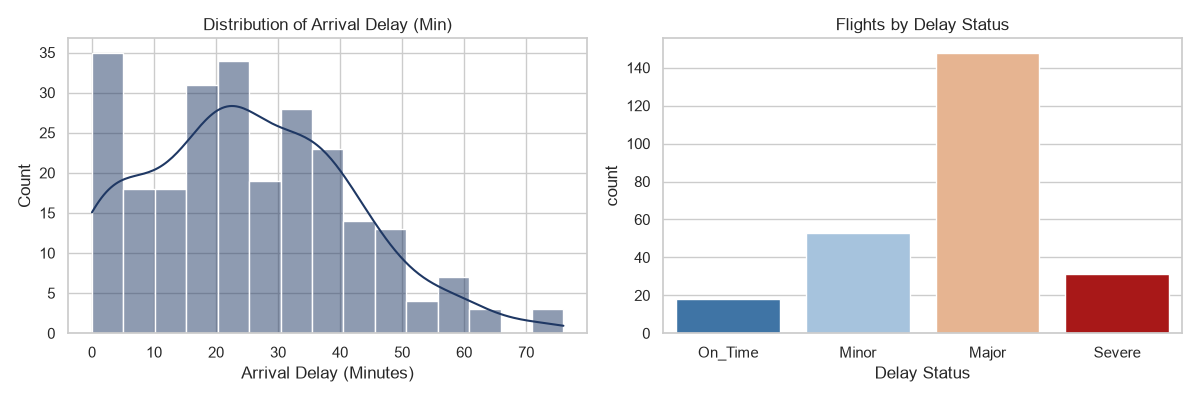 Distribution of Arrival Delay (Min)
Count
35
30
25
20
15
10
5
0
0 10 20 30 40 50 60 70
Arrival Delay (Minutes)
Flights by Delay Status
count
140
120
100
80
60
40
20
0
On_Time Minor Major Severe
Delay Status